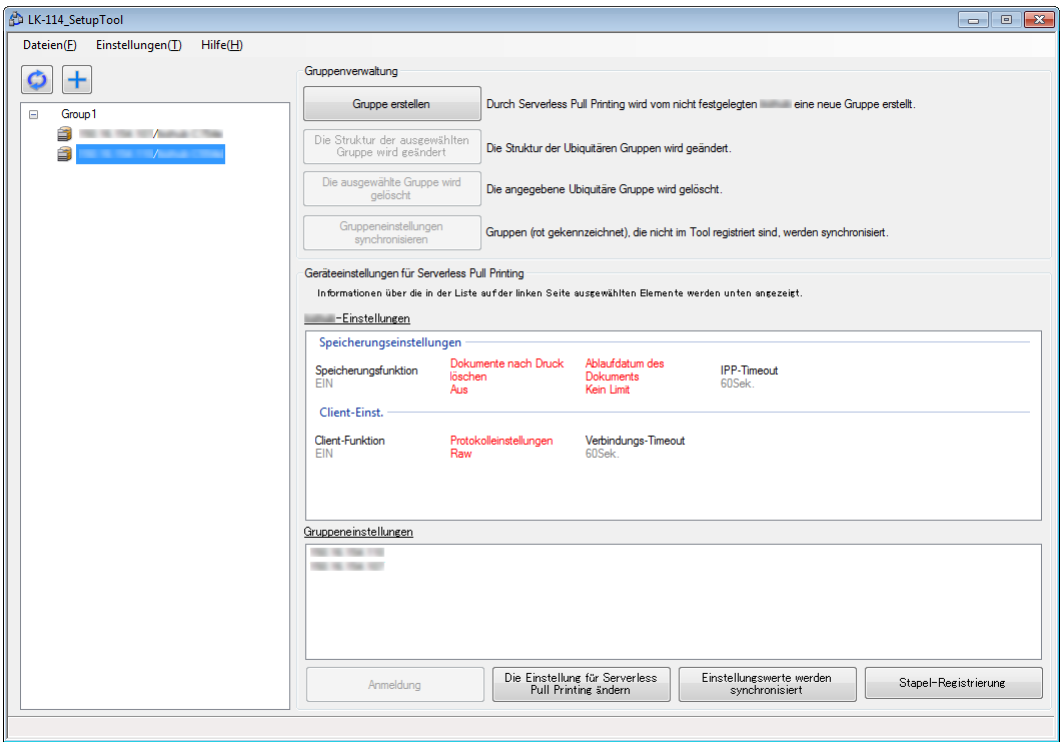 LK-114_SetupTool
Dateien(F) Einstellungen(T) Hilfe(H)
Gruppenverwaltung
Gruppe erstellen
Durch Serverless Pull Printing wird vom nicht festgelegten eine neue Gruppe erstellt.
Group1
Die Struktur der ausgewählten
Gruppe wird geändert
Die Struktur der Ubiquitären Gruppen wird geändert.
Die ausgewählte Gruppe wird
gelöscht
Die angegebene Ubiquitäre Gruppe wird gelöscht.
Gruppeneinstellungen
synchronisieren
Gruppen (rot gekennzeichnet), die nicht im Tool registriert sind, werden synchronisiert.
Geräteeinstellungen für Serverless Pull Printing
Informationen über die in der Liste auf der linken Seite ausgewählten Elemente werden unten angezeigt.
-Einstellungen
Speicherungseinstellungen
Speicherungsfunktion
EIN
Dokumente nach Druck
löschen
Aus
Ablaufdatum des
Dokuments
Kein Limit
IPP-Timeout
60Sek.
Client-Einst.
Client-Funktion
EIN
Protokolleinstellungen
Raw
Verbindungs-Timeout
60Sek.
Gruppeneinstellungen
Anmeldung
Die Einstellung für Serverless
Pull Printing ändern
Einstellungswerte werden
synchronisiert
Stapel-Registrierung